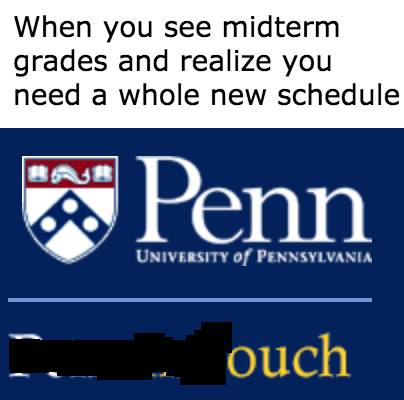 When you see midterm
grades and realize you
need a whole new schedule
Penn
UNIVERSITY of PENNSYLVANIA
ouch